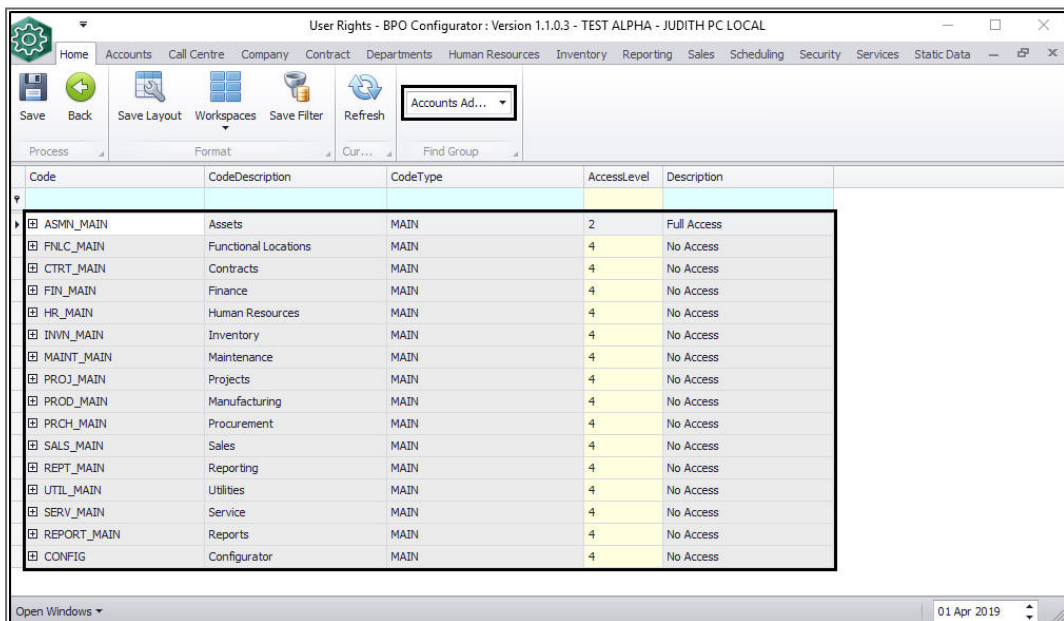 User Rights - BPO Configurator : Version 1.1.0.3 - TEST ALPHA - JUDITH PC LOCAL
Home Accounts Call Centre Company Contract Departments Human Resources Inventory Reporting Sales Scheduling Security Services Static Data
Save Back Save Layout Workspaces Save Filter Refresh Accounts Ad...
Process Format Cur... Find Group
Code CodeDescription CodeType AccessLevel Description
ASMN_MAIN Assets MAIN 2 Full Access
FNLC_MAIN Functional Locations MAIN 4 No Access
CTRT_MAIN Contracts MAIN 4 No Access
FIN_MAIN Finance MAIN 4 No Access
HR_MAIN Human Resources MAIN 4 No Access
INVN_MAIN Inventory MAIN 4 No Access
MAINT_MAIN Maintenance MAIN 4 No Access
PROJ_MAIN Projects MAIN 4 No Access
PROD_MAIN Manufacturing MAIN 4 No Access
PRCH_MAIN Procurement MAIN 4 No Access
SALS_MAIN Sales MAIN 4 No Access
REPT_MAIN Reporting MAIN 4 No Access
UTIL_MAIN Utilities MAIN 4 No Access
SERV_MAIN Service MAIN 4 No Access
REPORT_MAIN Reports MAIN 4 No Access
CONFIG Configurator MAIN 4 No Access
Open Windows 01 Apr 2019